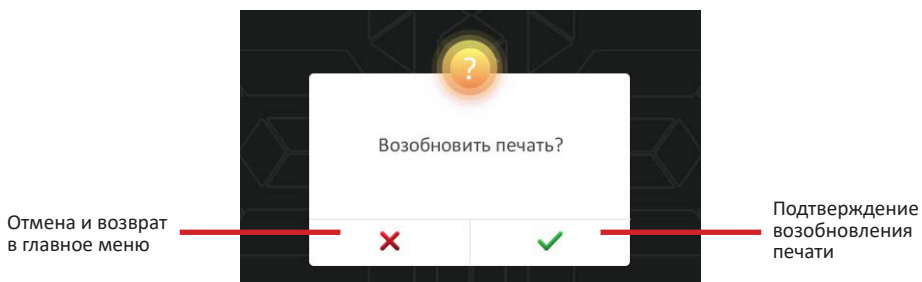 ?
Возобновить печать?
Отмена и возврат
в главное меню
Подтверждение
возобновления
печати